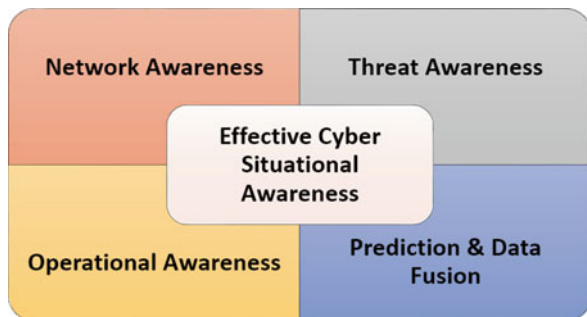 Network Awareness
Threat Awareness
Effective Cyber
Situational
Awareness
Operational Awareness
Prediction & Data
Fusion